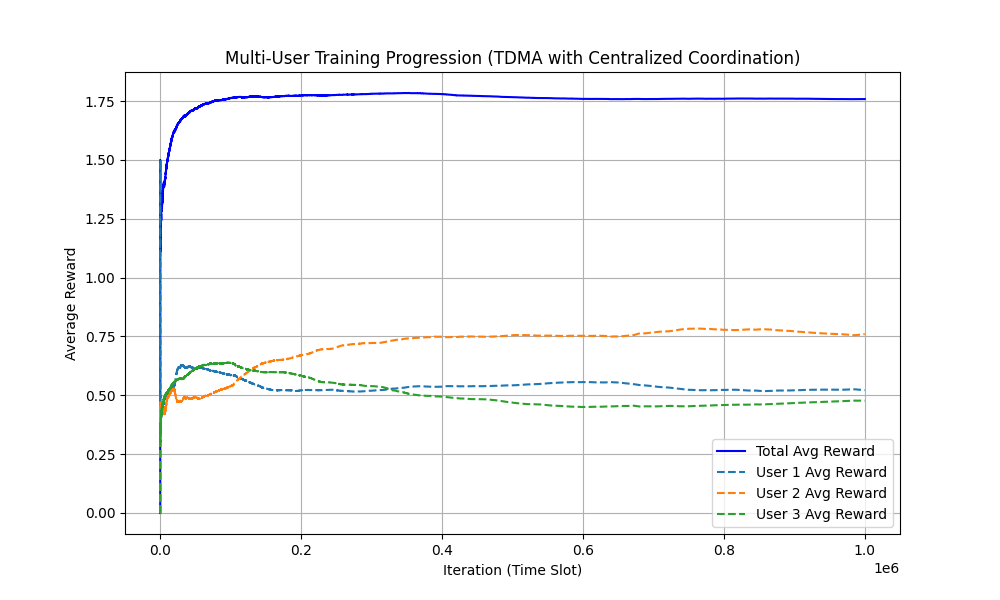 Multi-User Training Progression (TDMA with Centralized Coordination)
Average Reward
1.75
1.50
1.25
1.00
0.75
0.50
0.25
0.00
Total Avg Reward
User 1 Avg Reward
User 2 Avg Reward
User 3 Avg Reward
0.0 0.2 0.4 0.6 0.8 1.0
1e6
Iteration (Time Slot)